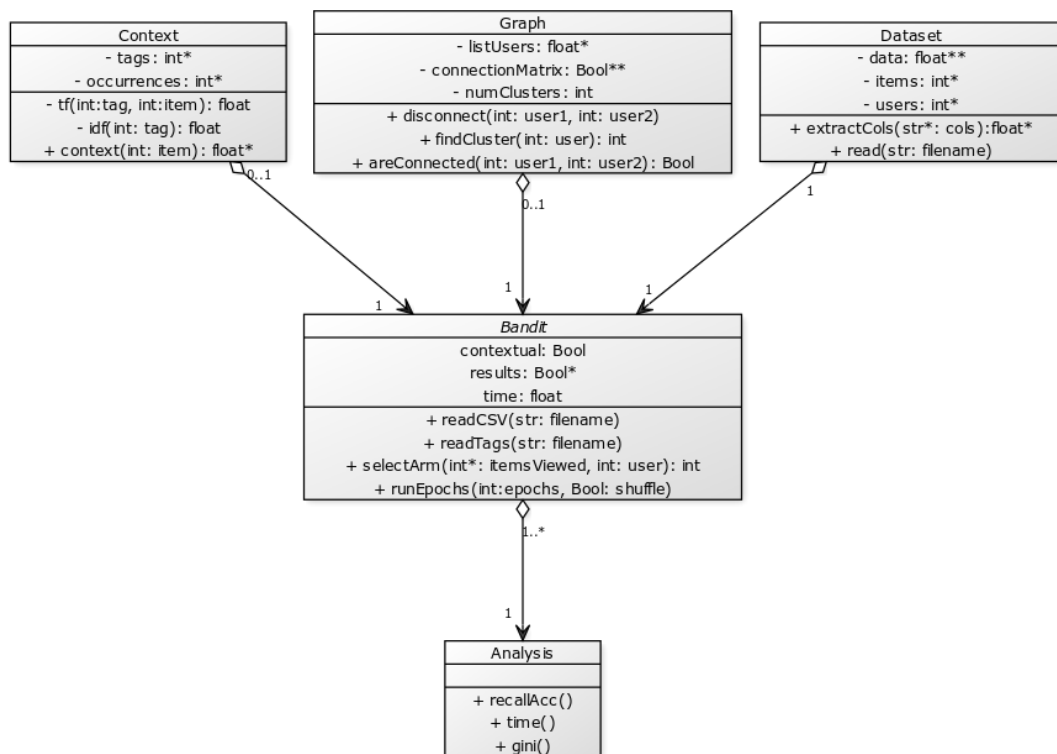 Context
- tags: int*
- occurrences: int*
- tf(int:tag, int:item): float
- idf(int: tag): float
+ context(int: item): float*
0..1
Graph
- listUsers: float*
- connectionMatrix: Bool**
- numClusters: int
+ disconnect(int: user1, int: user2)
+ findCluster(int: user): int
+ areConnected(int: user1, int: user2): Bool
0..1
Dataset
- data: float**
- items: int*
- users: int*
+ extractCols(str*: cols):float*
+ read(str: filename)
1
1
1
1
Bandit
contextual: Bool
results: Bool*
time: float
+ readCSV(str: filename)
+ readTags(str: filename)
+ selectArm(int*: itemsViewed, int: user): int
+ runEpochs(int:epochs, Bool: shuffle)
1..*
1
Analysis
+ recallAcc()
+ time()
+ gini()